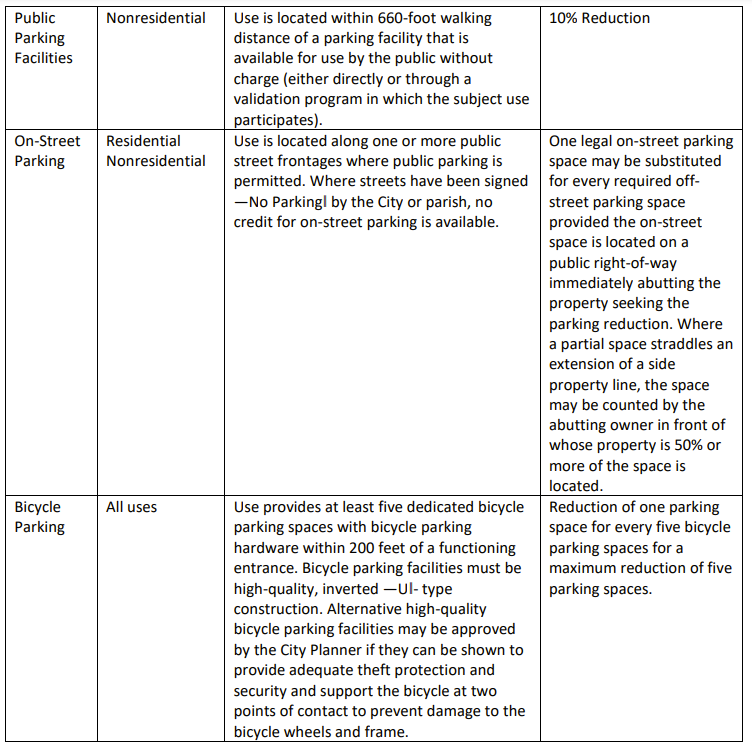 Public
Parking
Facilities
Nonresidential
Use is located within 660-foot walking
distance of a parking facility that is
available for use by the public without
charge (either directly or through a
validation program in which the subject use
participates).
10% Reduction
On-Street
Parking
Residential
Nonresidential
Use is located along one or more public
street frontages where public parking is
permitted. Where streets have been signed
―No Parking‖ by the City or parish, no
credit for on-street parking is available.
One legal on-street parking
space may be substituted
for every required off-
street parking space
provided the on-street
space is located on a
public right-of-way
immediately abutting the
property seeking the
parking reduction. Where
a partial space straddles an
extension of a side
property line, the space
may be counted by the
abutting owner in front of
whose property is 50% or
more of the space is
located.
Bicycle
Parking
All uses
Use provides at least five dedicated bicycle
parking spaces with bicycle parking
hardware within 200 feet of a functioning
entrance. Bicycle parking facilities must be
high-quality, inverted ―U‖- type
construction. Alternative high-quality
bicycle parking facilities may be approved
by the City Planner if they can be shown to
provide adequate theft protection and
security and support the bicycle at two
points of contact to prevent damage to the
bicycle wheels and frame.
Reduction of one parking
space for every five bicycle
parking spaces for a
maximum reduction of five
parking spaces.